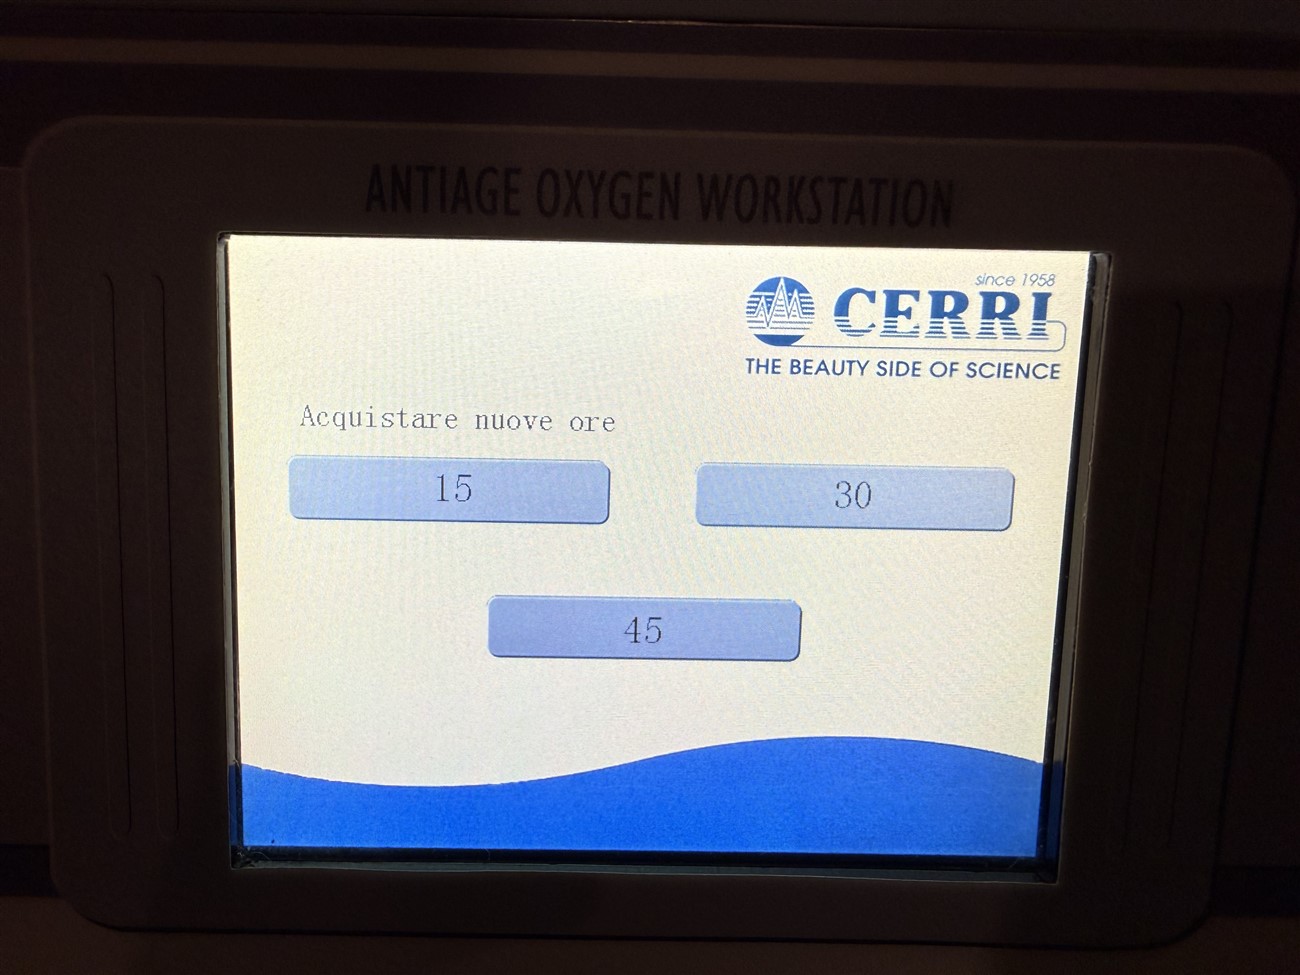 ANTIAGE OXYGEN WORKSTATION
since 1958
CERRI
THE BEAUTY SIDE OF SCIENCE
Acquistare nuove ore
15
30
45